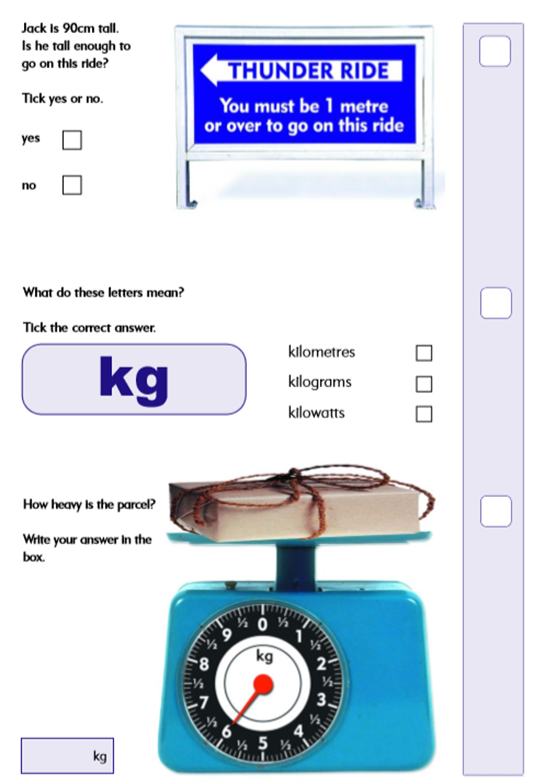 Jack is 90cm tall.
Is he tall enough to
go on this ride?
Tick yes or no.
yes
no
THUNDER RIDE
You must be 1 metre
or over to go on this ride
What do these letters mean?
Tick the correct answer.
kg
kilometres
kilograms
kilowatts
How heavy is the parcel?
Write your answer in the
box.
0
½
1
½
2
½
3
½
4
½
5
½
6
½
7
½
8
½
9
½
kg
kg